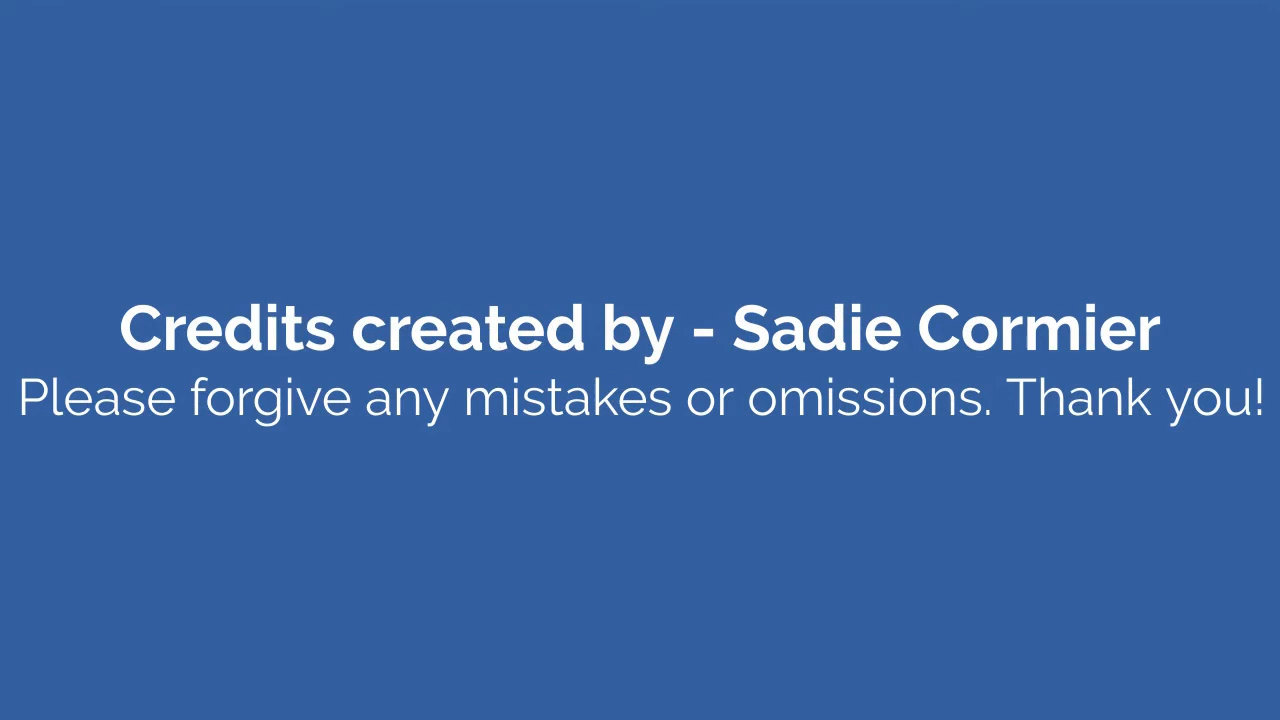 Credits created by - Sadie Cormier
Please forgive any mistakes or omissions. Thank you!